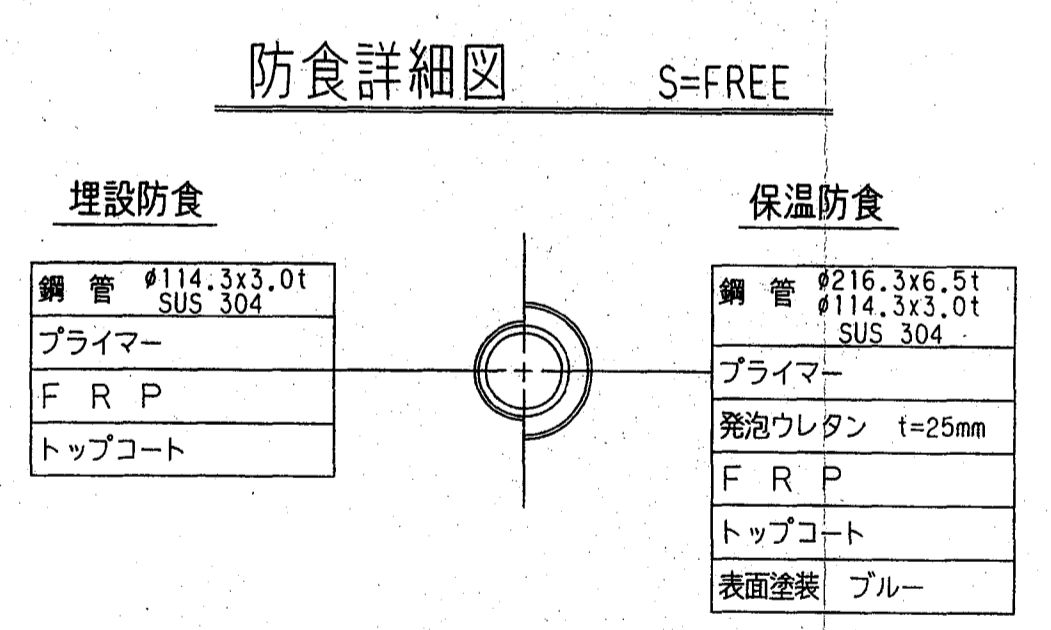 防食詳細図 S=FREE
埋設防食
鋼 管 φ114.3x3.0t
SUS 304
プライマー
F R P
トップコート
保温防食
鋼 管 φ216.3x6.5t
φ114.3x3.0t
SUS 304
プライマー
発泡ウレタン t=25mm
F R P
トップコート
表面塗装 ブルー